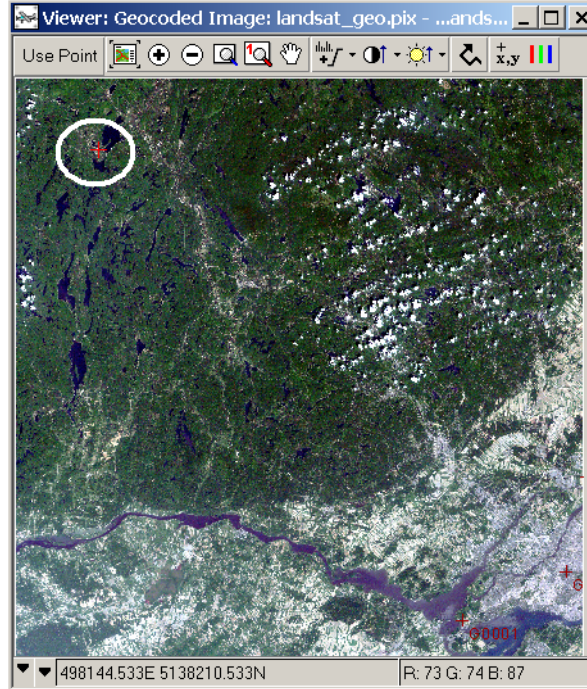 Viewer: Geocoded Image: landsat_geo.pix - ...ands...
Use Point
x,y
G
G0001
498144.533E 5138210.533N
R: 73 G: 74 B: 87